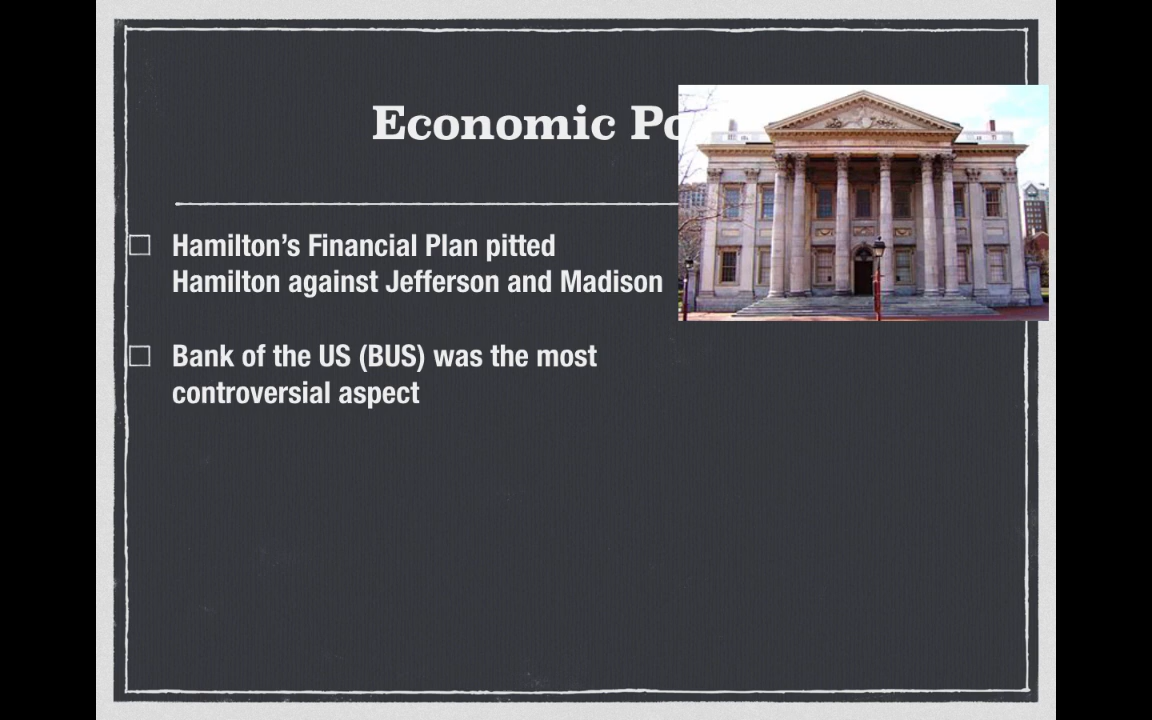 Economic
Hamilton’s Financial Plan pitted
Hamilton against Jefferson and Madison
Bank of the US (BUS) was the most
controversial aspect